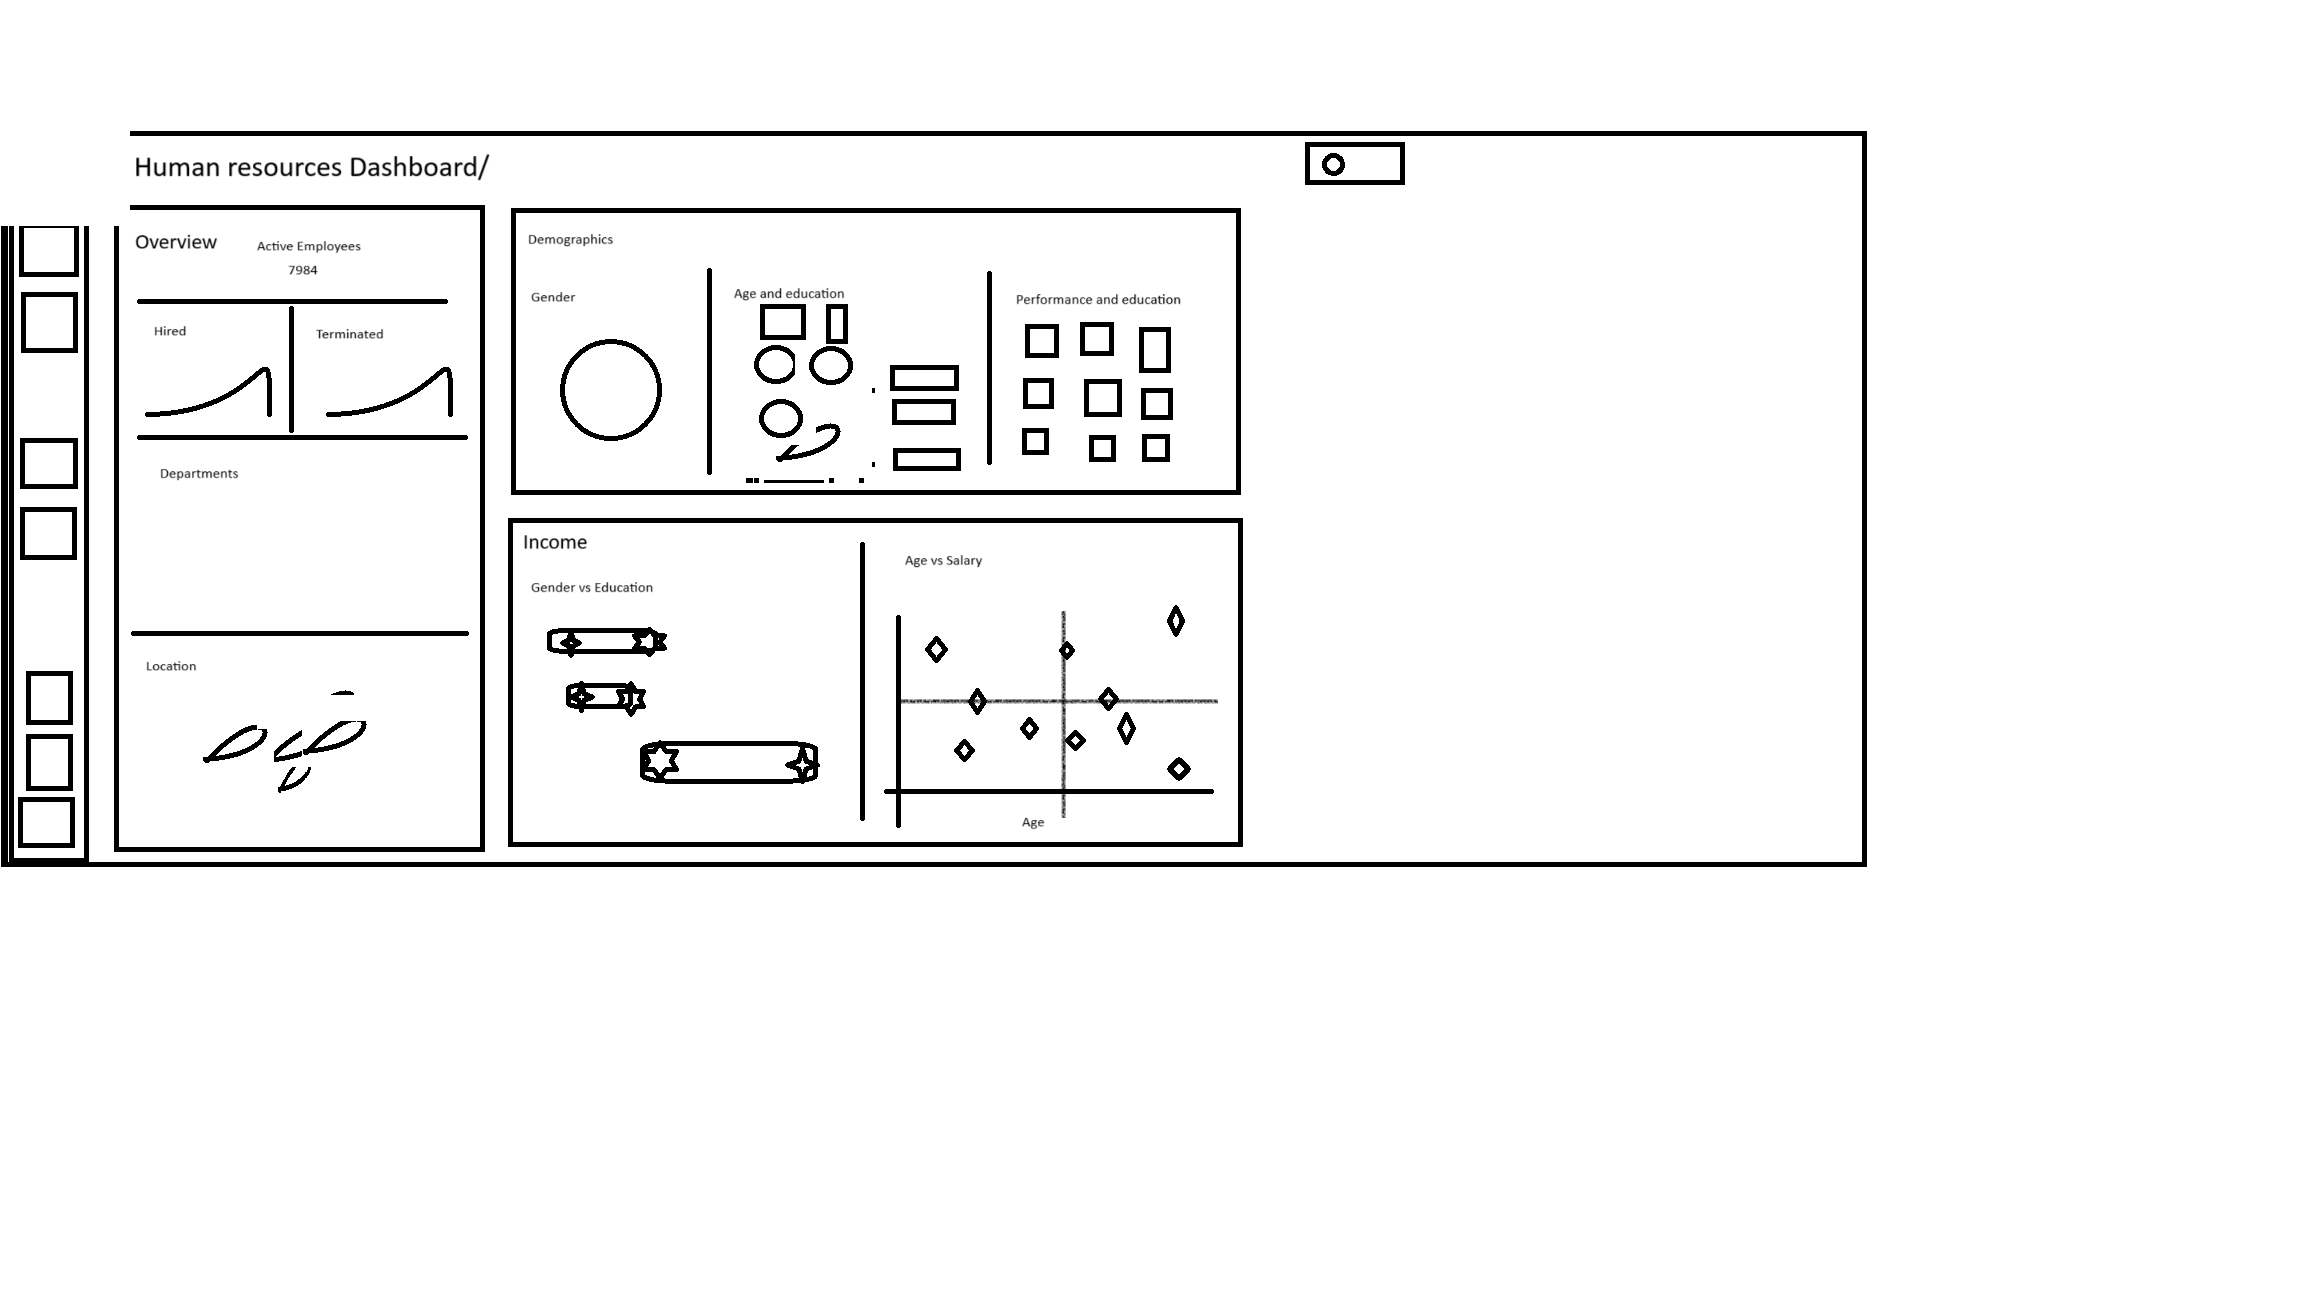 Human resources Dashboard/
Overview
Active Employees
7984
Hired
Terminated
Departments
Location
Demographics
Gender
Age and education
Performance and education
Income
Gender vs Education
Age vs Salary
Age